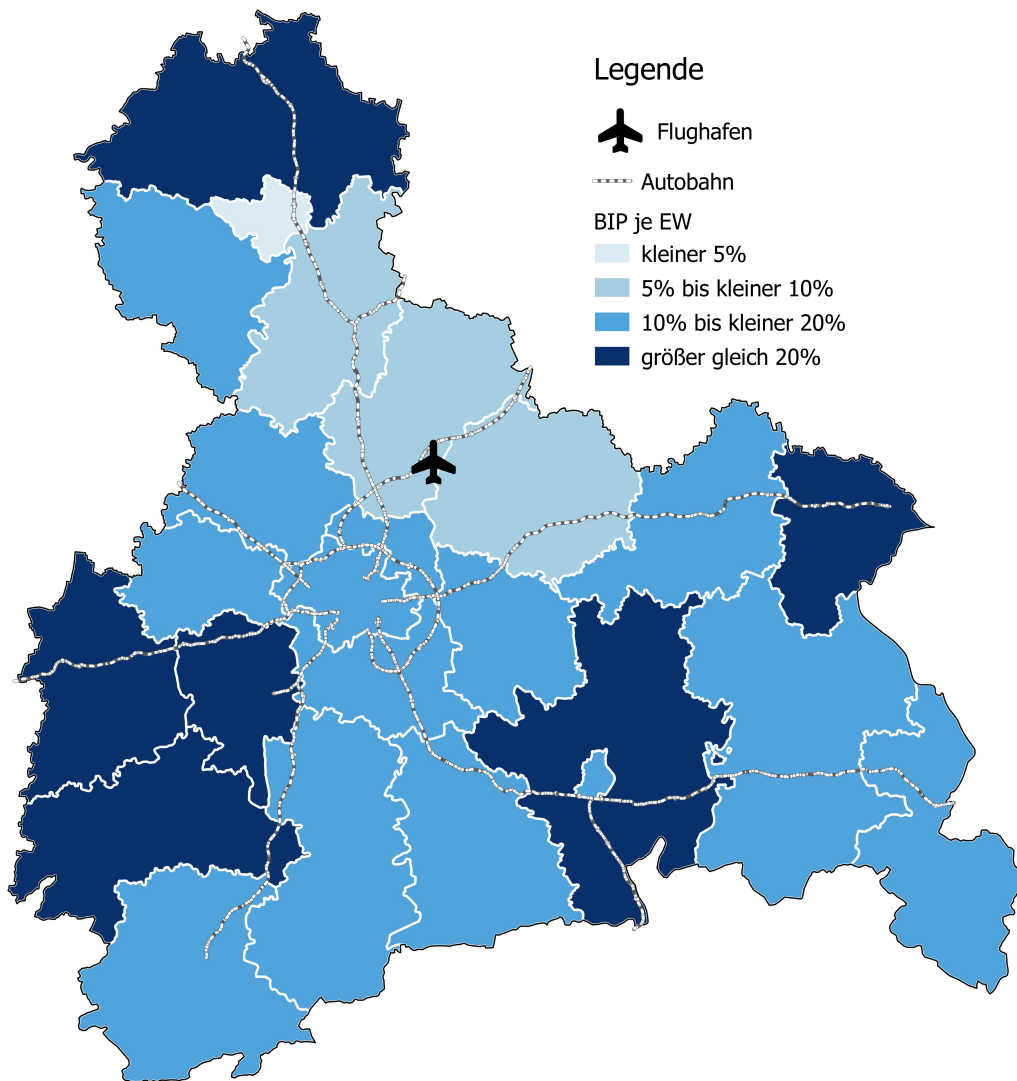 Legende
Flughafen
Autobahn
BIP je EW
kleiner 5%
5% bis kleiner 10%
10% bis kleiner 20%
größer gleich 20%